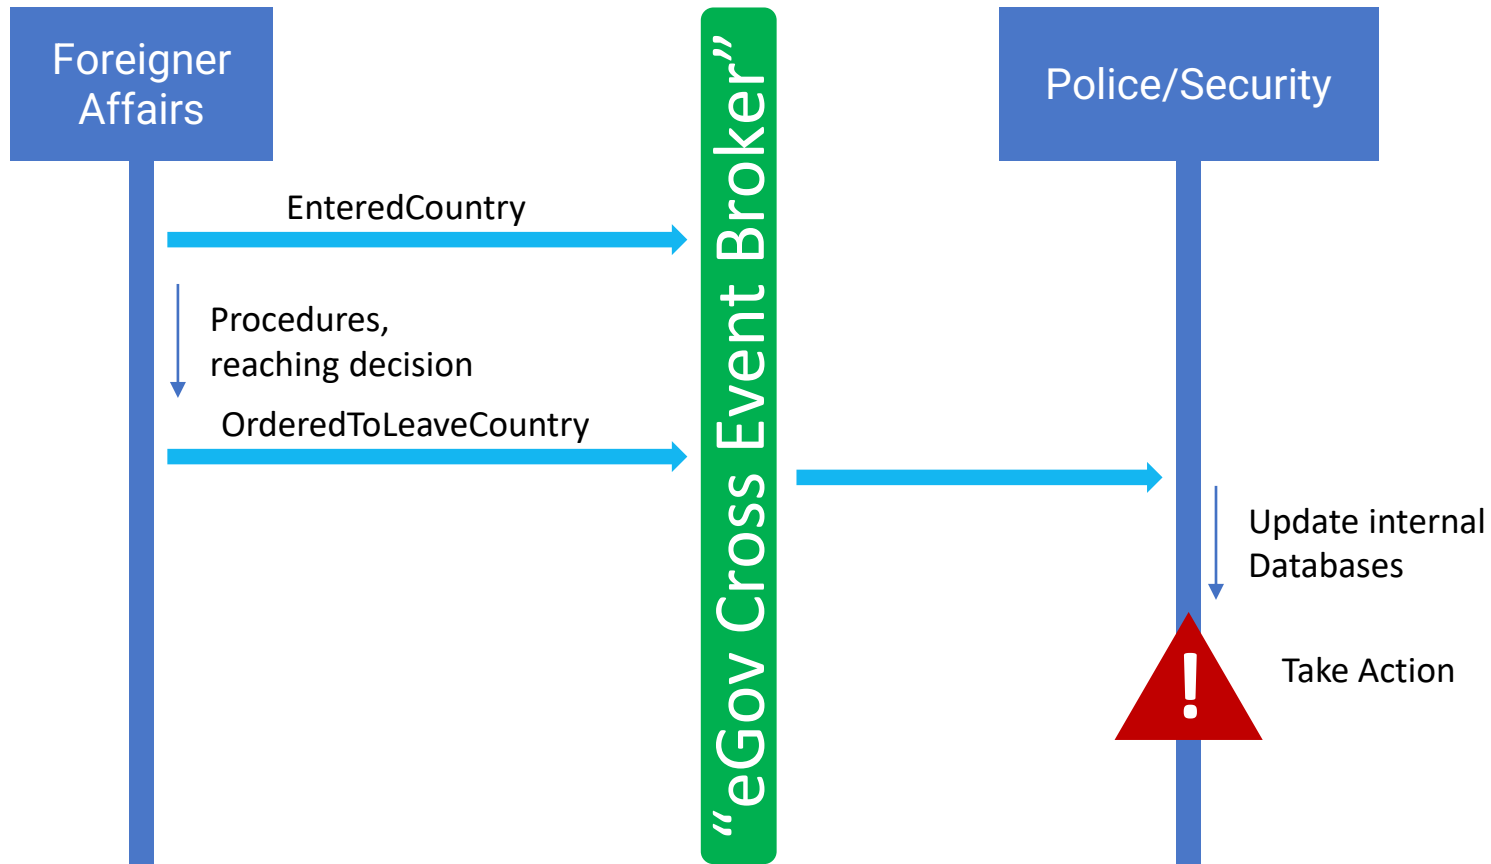 Foreigner
Affairs
“eGov Cross Event Broker”
Police/Security
EnteredCountry
Procedures,
reaching decision
OrderedToLeaveCountry
Update internal
Databases
!
Take Action